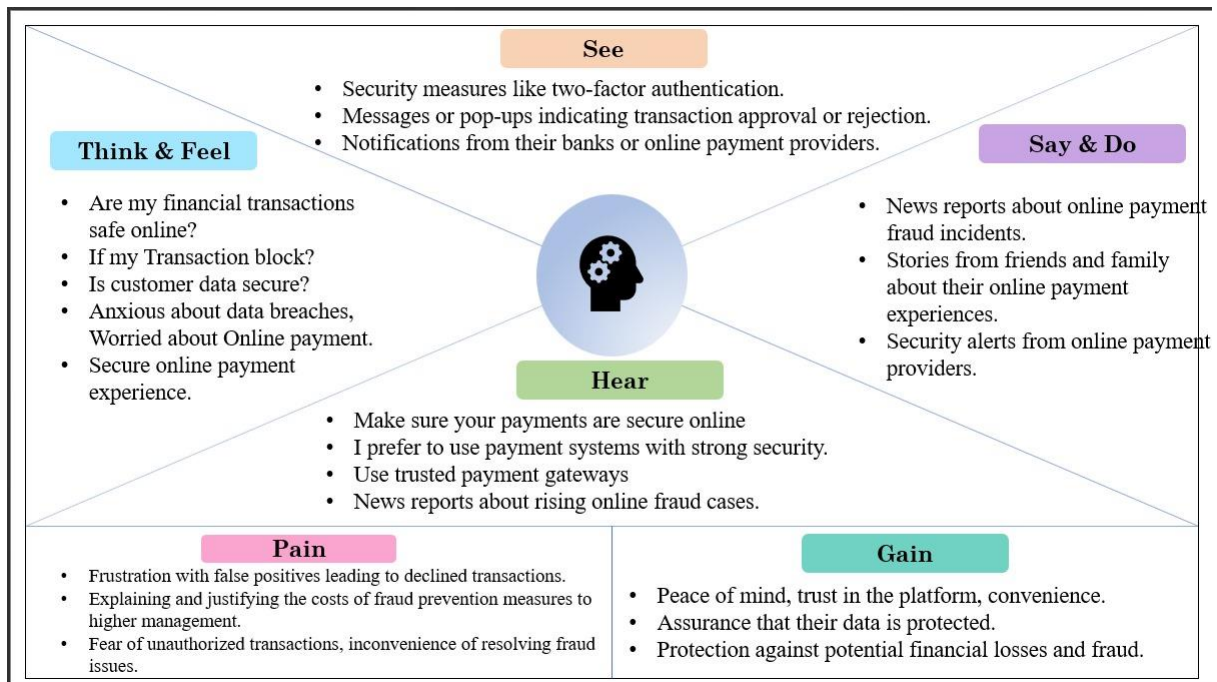 See
• Security measures like two-factor authentication.
• Messages or pop-ups indicating transaction approval or rejection.
• Notifications from their banks or online payment providers.
Think & Feel
• Are my financial transactions
safe online?
• If my Transaction block?
• Is customer data secure?
• Anxious about data breaches,
Worried about Online payment.
• Secure online payment
experience.
Say & Do
• News reports about online payment
fraud incidents.
• Stories from friends and family
about their online payment
experiences.
• Security alerts from online payment
providers.
Hear
• Make sure your payments are secure online
• I prefer to use payment systems with strong security.
• Use trusted payment gateways
• News reports about rising online fraud cases.
Pain
• Frustration with false positives leading to declined transactions.
• Explaining and justifying the costs of fraud prevention measures to
higher management.
• Fear of unauthorized transactions, inconvenience of resolving fraud
issues.
Gain
• Peace of mind, trust in the platform, convenience.
• Assurance that their data is protected.
• Protection against potential financial losses and fraud.